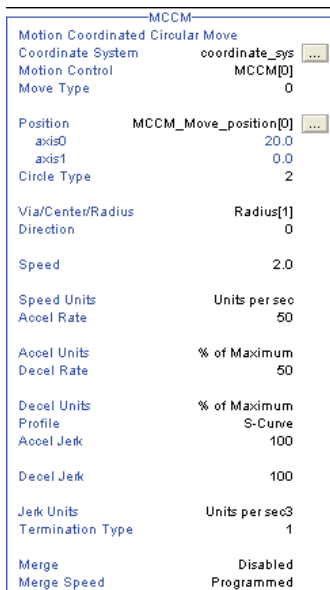 MCCM
Motion Coordinated Circular Move
Coordinate System coordinate_sys ...
Motion Control MCCM[0]
Move Type 0
Position MCCM_Move_position[0] ...
axis0 20.0
axis1 0.0
Circle Type 2
Via/Center/Radius Radius[1]
Direction 0
Speed 2.0
Speed Units Units per sec
Accel Rate 50
Accel Units % of Maximum
Decel Rate 50
Decel Units % of Maximum
Profile S-Curve
Accel Jerk 100
Decel Jerk 100
Jerk Units Units per sec3
Termination Type 1
Merge Disabled
Merge Speed Programmed